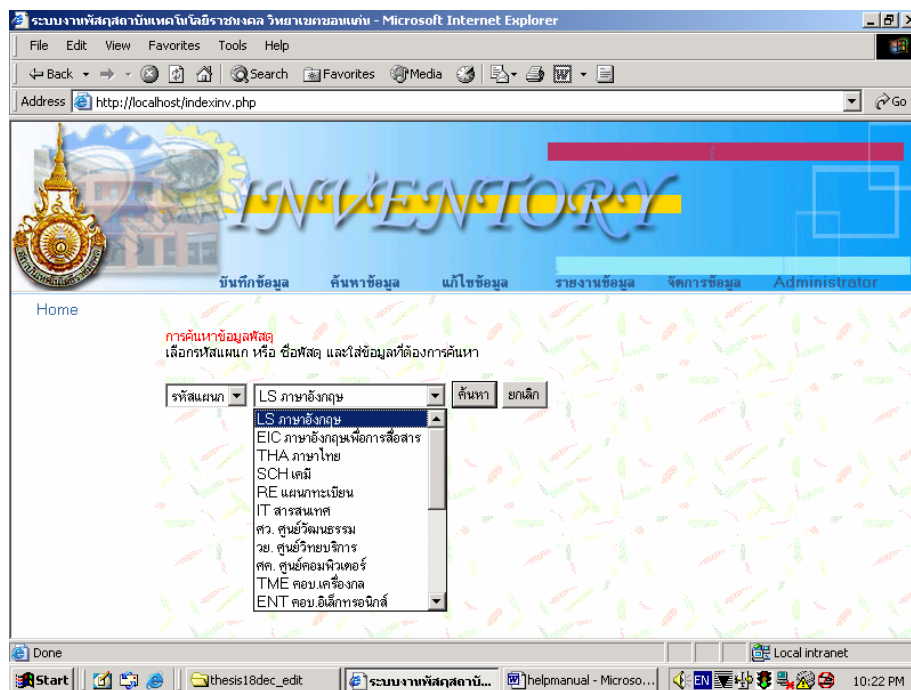 ระบบงานพัสดุสถาบันเทคโนโลยีราชมงคล วิทยาเขตขอนแก่น - Microsoft Internet Explorer
File Edit View Favorites Tools Help
Back Search Favorites Media
Address http://localhost/indexinv.php Go
INVENTORY
บันทึกข้อมูล ค้นหาข้อมูล แก้ไขข้อมูล รายงานข้อมูล จัดการข้อมูล Administrator
Home
การค้นหาข้อมูลพัสดุ
เลือกรหัสแผนก หรือ ชื่อพัสดุ และใส่ข้อมูลที่ต้องการค้นหา
รหัสแผนก LS ภาษาอังกฤษ ค้นหา ยกเลิก
LS ภาษาอังกฤษ
EIC ภาษาอังกฤษเพื่อการสื่อสาร
THA ภาษาไทย
SCH เคมี
RE แผนกทะเบียน
IT สารสนเทศ
ศว. ศูนย์วัฒนธรรม
วย. ศูนย์วิทยบริการ
ศค. ศูนย์คอมพิวเตอร์
TME คอบ.เครื่องกล
ENT คอบ.อิเล็กทรอนิกส์
Done Local intranet
Start thesis18dec_edit ระบบงานพัสดุสถาบั... helpmanual - Microso... EN 10:22 PM